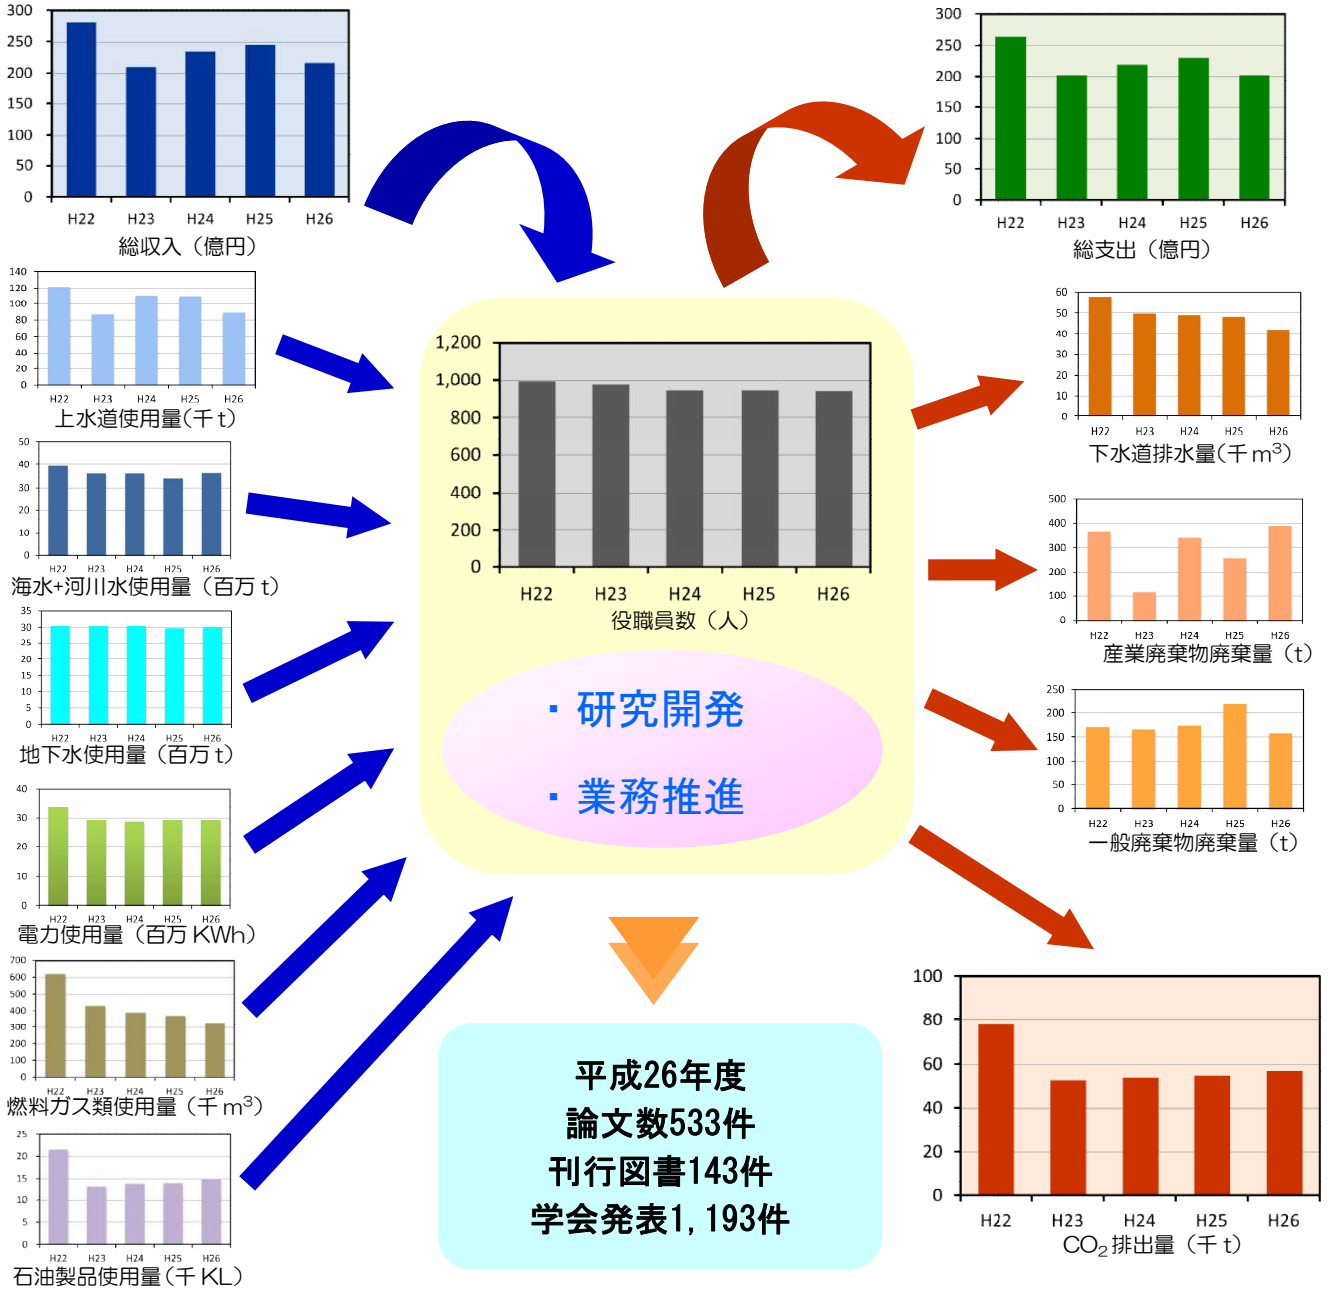 300
250
200
150
100
50
0
H22 H23 H24 H25 H26
総収入（億円）
300
250
200
150
100
50
0
H22 H23 H24 H25 H26
総支出（億円）
140
120
100
80
60
40
20
0
H22 H23 H24 H25 H26
上水道使用量(千ｔ)
50
40
30
20
10
0
H22 H23 H24 H25 H26
海水+河川水使用量（百万ｔ）
35
30
25
20
15
10
5
0
H22 H23 H24 H25 H26
地下水使用量（百万ｔ）
40
30
20
10
0
H22 H23 H24 H25 H26
電力使用量（百万 KWh）
700
600
500
400
300
200
100
0
H22 H23 H24 H25 H26
燃料ガス類使用量（千ｍ³）
25
20
15
10
5
0
H22 H23 H24 H25 H26
石油製品使用量(千 KL)
1,200
1,000
800
600
400
200
0
H22 H23 H24 H25 H26
役職員数（人）
・研究開発
・業務推進
平成26年度
論文数533件
刊行図書143件
学会発表1,193件
60
50
40
30
20
10
0
H22 H23 H24 H25 H26
下水道排水量(千ｍ³)
500
400
300
200
100
0
H22 H23 H24 H25 H26
産業廃棄物廃棄量（t）
250
200
150
100
50
0
H22 H23 H24 H25 H26
一般廃棄物廃棄量（t）
100
80
60
40
20
0
H22 H23 H24 H25 H26
CO₂排出量（千ｔ）